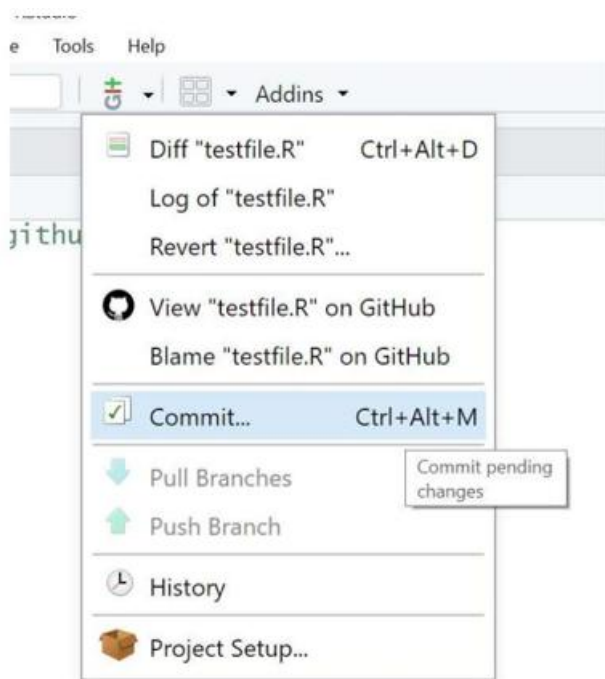 e Tools Help
Git Addins
Diff "testfile.R" Ctrl+Alt+D
Log of "testfile.R"
githu
Revert "testfile.R"...
View "testfile.R" on GitHub
Blame "testfile.R" on GitHub
Commit... Ctrl+Alt+M
Commit pending
changes
Pull Branches
Push Branch
History
Project Setup...